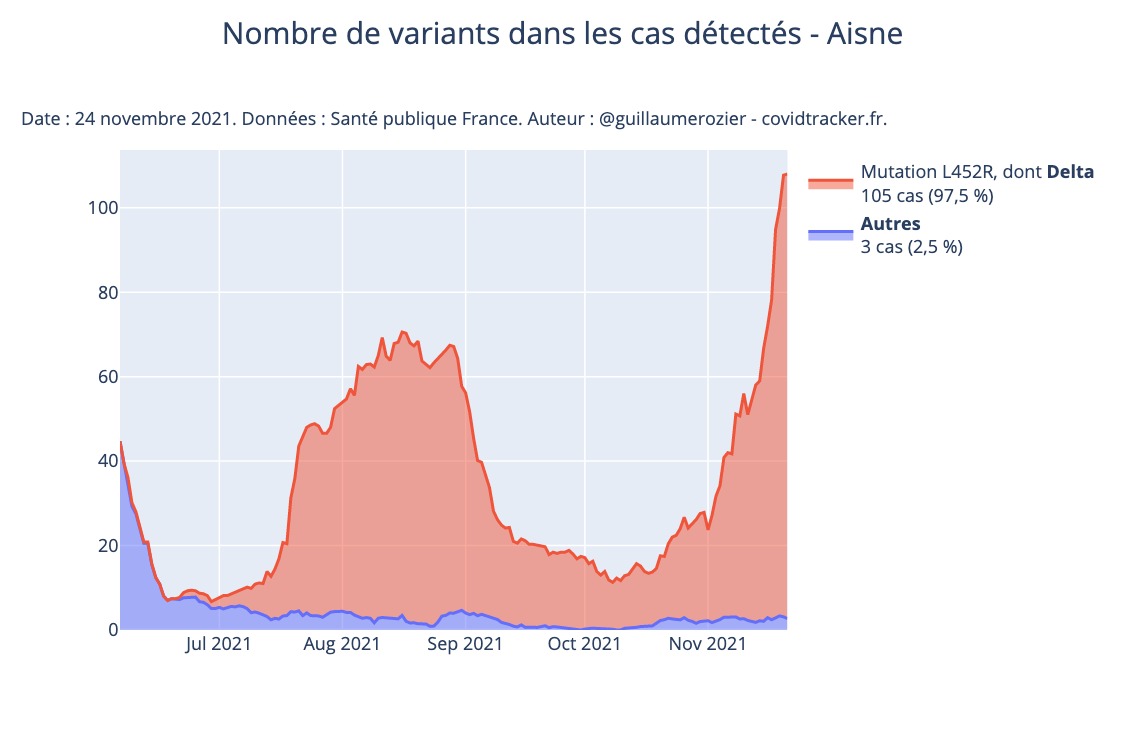 Nombre de variants dans les cas détectés - Aisne
Date : 24 novembre 2021. Données : Santé publique France. Auteur : @guillaumerozier - covidtracker.fr.
Mutation L452R, dont Delta
105 cas (97,5 %)
Autres
3 cas (2,5 %)
100
80
60
40
20
0
Jul 2021
Aug 2021
Sep 2021
Oct 2021
Nov 2021